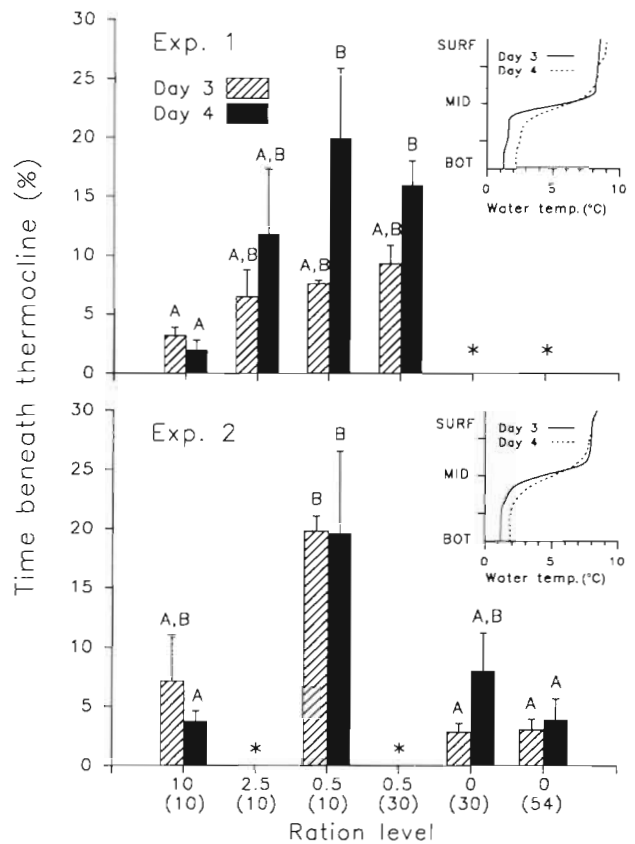 Time beneath thermocline (%)
30
25
20
15
10
5
0
Exp. 1
Day 3
Day 4
A
A
A,B
A,B
A,B
B
A,B
B
*
*
SURF
MID
BOT
Day 3
Day 4
0 5 10
Water temp.(°C)
30
25
20
15
10
5
0
Exp. 2
A,B
A
*
B
B
*
A
A,B
A
A
SURF
MID
BOT
Day 3
Day 4
0 5 10
Water temp.(°C)
10 2.5 0.5 0.5 0 0
(10) (10) (10) (30) (30) (54)
Ration level